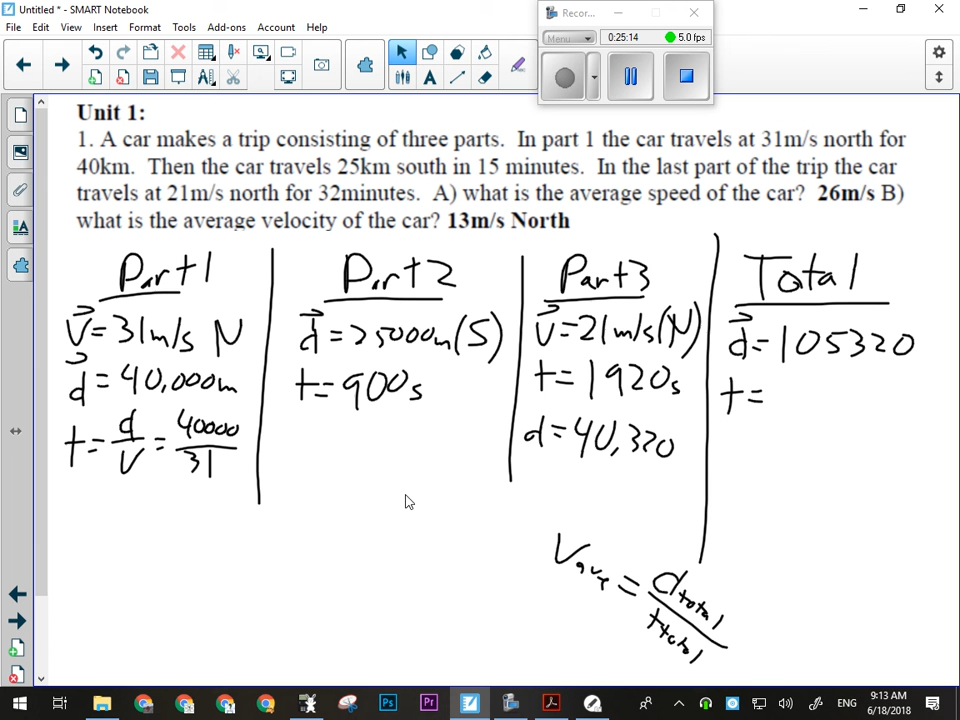 Untitled * - SMART Notebook
File Edit View Insert Format Tools Add-ons Account Help
Recor...
Menu
0:25:14
5.0 fps
Unit 1:
1. A car makes a trip consisting of three parts. In part 1 the car travels at 31m/s north for
40km. Then the car travels 25km south in 15 minutes. In the last part of the trip the car
travels at 21m/s north for 32minutes. A) what is the average speed of the car? 26m/s B)
what is the average velocity of the car? 13m/s North
Part 1
v = 31m/s N
d = 40,000m
t = d/v = 40000/31
Part 2
d = 25000m (S)
t = 900s
Part 3
v = 21m/s (N)
t = 1920s
d = 40,320
Total
d = 105320
t =
Vave = dtotal/ttotal
Ps
Pr
ENG
9:13 AM
6/18/2018